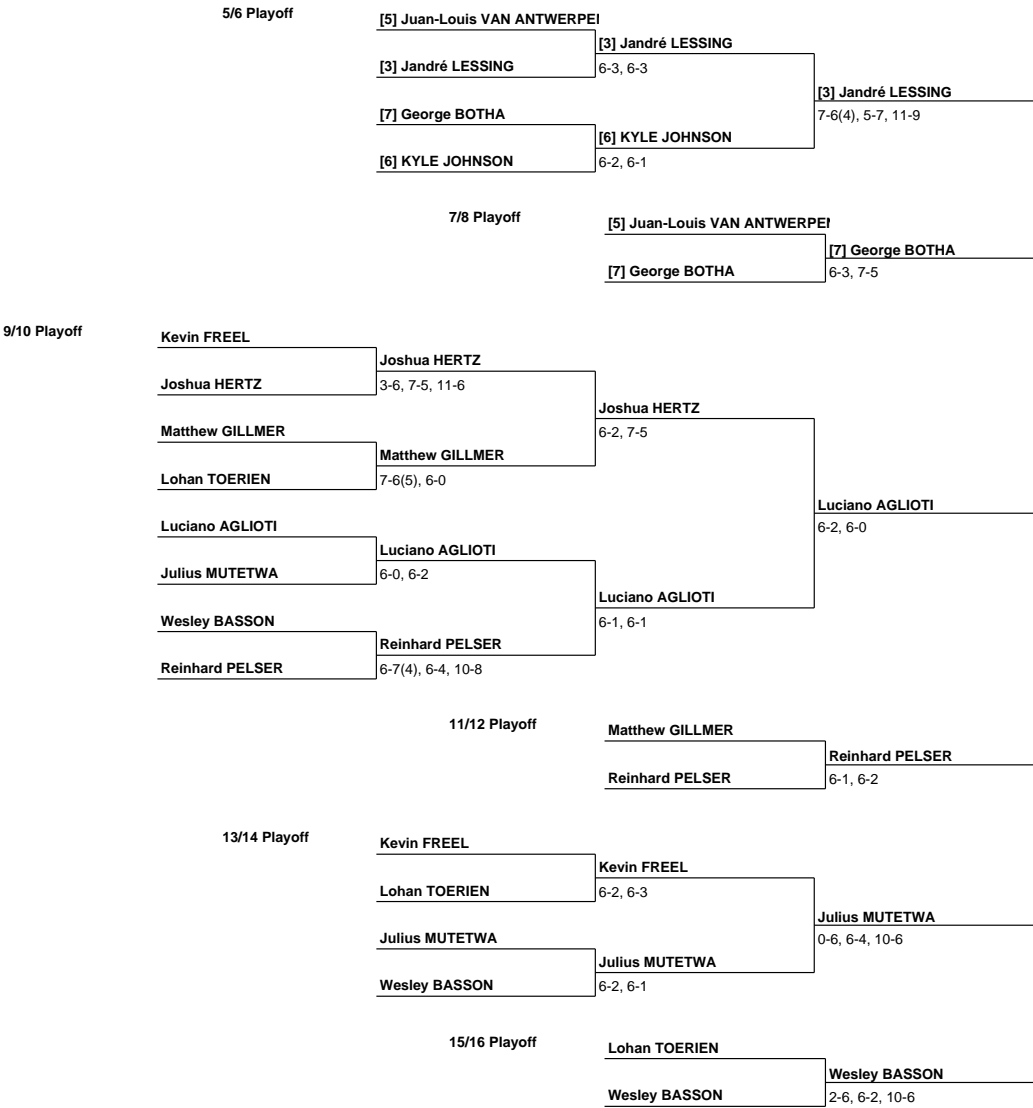 5/6 Playoff
[5] Juan-Louis VAN ANTWERPE
[3] Jandré LESSING
[3] Jandré LESSING
6-3, 6-3
[3] Jandré LESSING
7-6(4), 5-7, 11-9
[7] George BOTHA
[6] KYLE JOHNSON
[6] KYLE JOHNSON
6-2, 6-1
7/8 Playoff
[5] Juan-Louis VAN ANTWERPE
[7] George BOTHA
[7] George BOTHA
6-3, 7-5
9/10 Playoff
Kevin FREEL
Joshua HERTZ
Joshua HERTZ
3-6, 7-5, 11-6
Joshua HERTZ
6-2, 7-5
Matthew GILLMER
Matthew GILLMER
Lohan TOERIEN
7-6(5), 6-0
Luciano AGLIOTI
6-2, 6-0
Luciano AGLIOTI
Luciano AGLIOTI
Julius MUTETWA
6-0, 6-2
Luciano AGLIOTI
6-1, 6-1
Wesley BASSON
Reinhard PELSER
Reinhard PELSER
6-7(4), 6-4, 10-8
11/12 Playoff
Matthew GILLMER
Reinhard PELSER
Reinhard PELSER
6-1, 6-2
13/14 Playoff
Kevin FREEL
Kevin FREEL
Lohan TOERIEN
6-2, 6-3
Julius MUTETWA
0-6, 6-4, 10-6
Julius MUTETWA
Julius MUTETWA
Wesley BASSON
6-2, 6-1
15/16 Playoff
Lohan TOERIEN
Wesley BASSON
Wesley BASSON
2-6, 6-2, 10-6